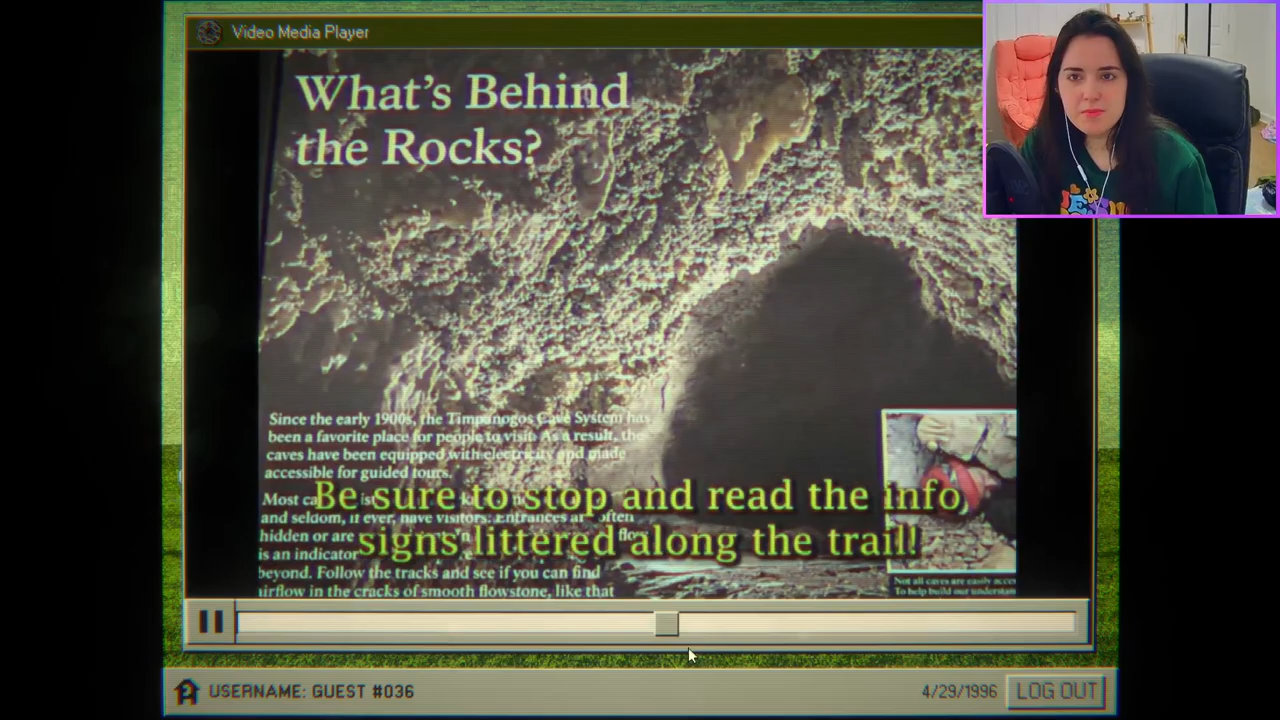 Video Media Player
What's Behind
the Rocks?
Since the early 1900s, the Timpanogos Cave System has
been a favorite place for people to visit. As a result, the
caves have been equipped with electricity and made
accessible for guided tours.
Most
and seldom, if ever, have visitors. Entrances are often
hidden or are
is an indicator
beyond. Follow the tracks and see if you can find
airflow in the cracks of smooth flowstone, like that
Not all caves are easily
To help build our
Be sure to stop and read the info,
signs littered along the trail!
USERNAME: GUEST #036
4/29/1996
LOG OUT